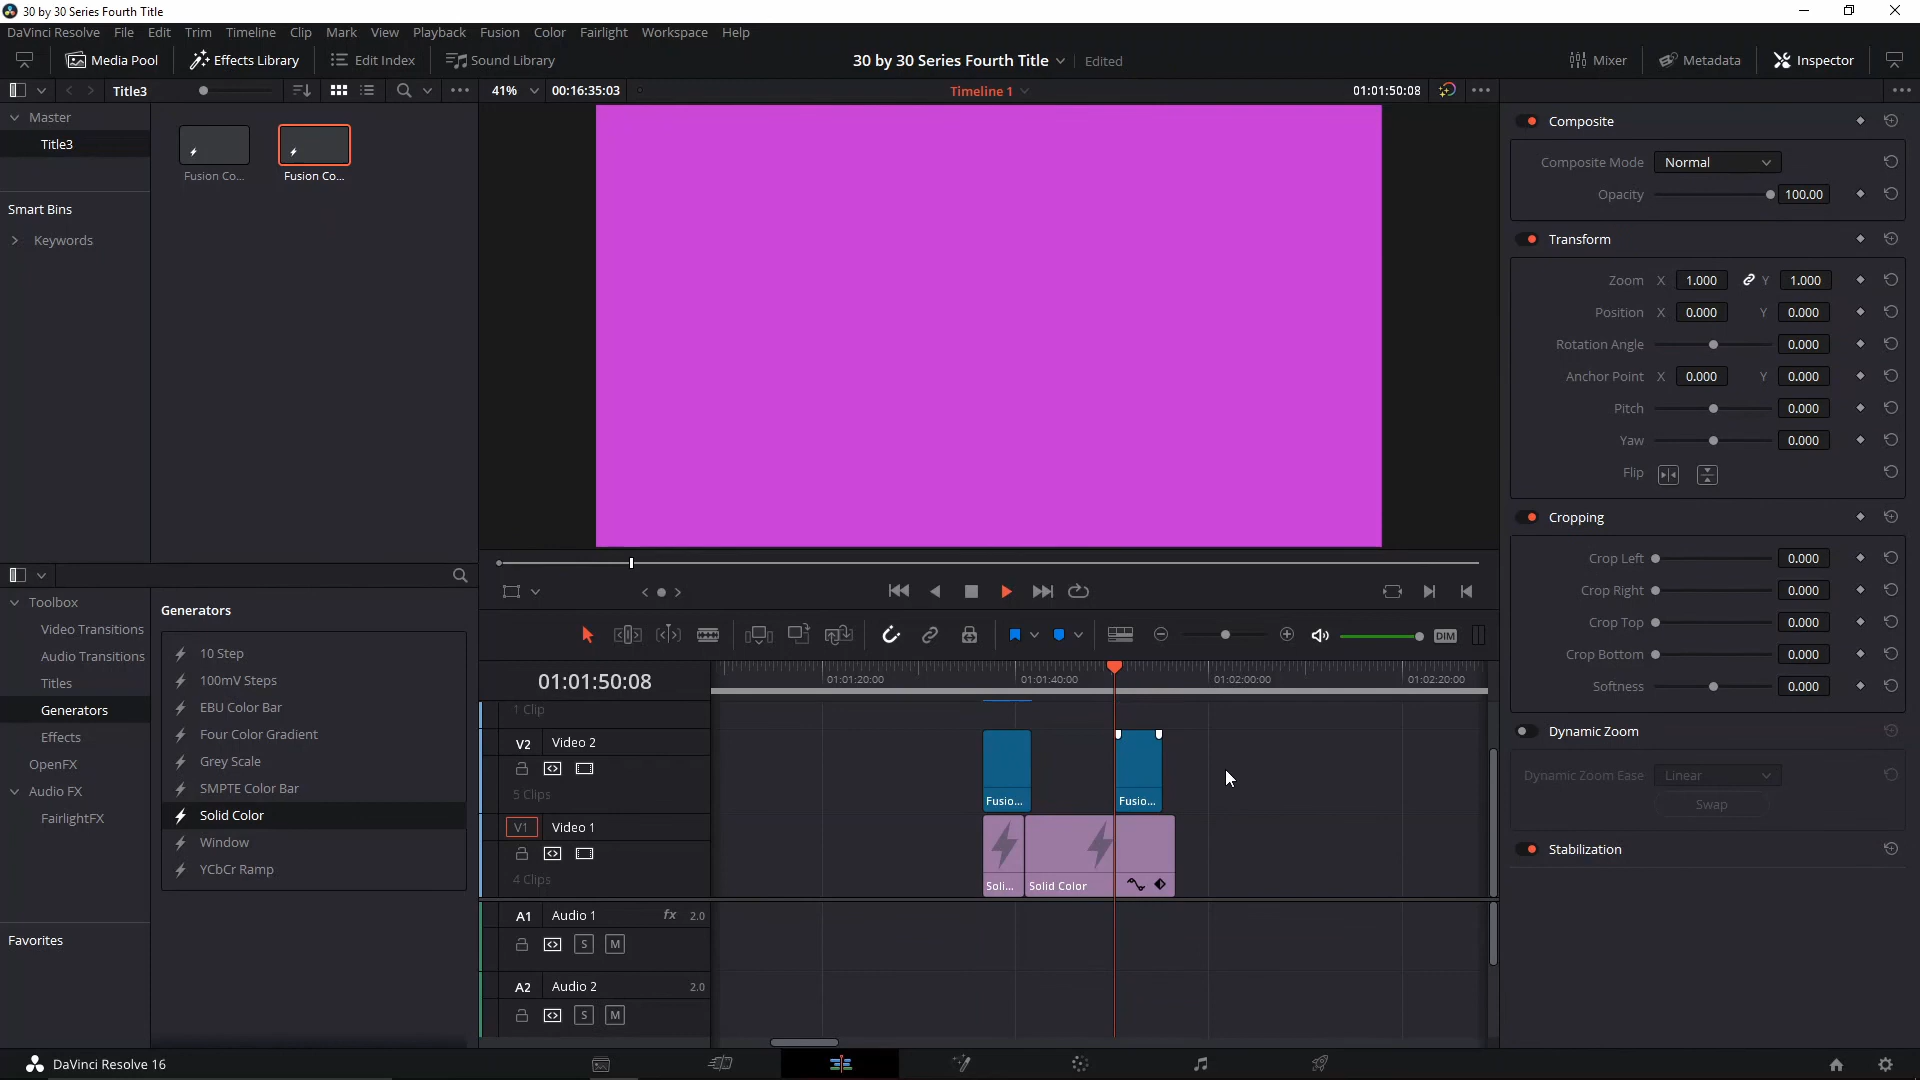 30 by 30 Series Fourth Title
DaVinci Resolve File Edit Trim Timeline Clip Mark View Playback Fusion Color Fairlight Workspace Help
Media Pool Effects Library Edit Index Sound Library 30 by 30 Series Fourth Title Edited Mixer Metadata Inspector
Title3 41% 00:16:35:03 Timeline 1 01:01:50:08
Master
Title3
Fusion Co... Fusion Co...
Smart Bins
Keywords
Composite
Composite Mode Normal
Opacity 100.00
Transform
Zoom X 1.000 Y 1.000
Position X 0.000 Y 0.000
Rotation Angle 0.000
Anchor Point X 0.000 Y 0.000
Pitch 0.000
Yaw 0.000
Flip
Cropping
Crop Left 0.000
Crop Right 0.000
Crop Top 0.000
Crop Bottom 0.000
Softness 0.000
Dynamic Zoom
Dynamic Zoom Ease Linear
Swap
Stabilization
Toolbox
Video Transitions
Audio Transitions
Titles
Generators
Effects
OpenFX
Audio FX
FairlightFX
Favorites
Generators
10 Step
100mV Steps
EBU Color Bar
Four Color Gradient
Grey Scale
SMPTE Color Bar
Solid Color
Window
YCbCr Ramp
DIM
01:01:50:08 01:01:20:00 01:01:40:00 01:02:00:00 01:02:20:00
1 Clip
V2 Video 2
5 Clips
Fusio... Fusio...
V1 Video 1
4 Clips
Soli... Solid Color
A1 Audio 1 fx 2.0
S M
A2 Audio 2 2.0
S M
DaVinci Resolve 16